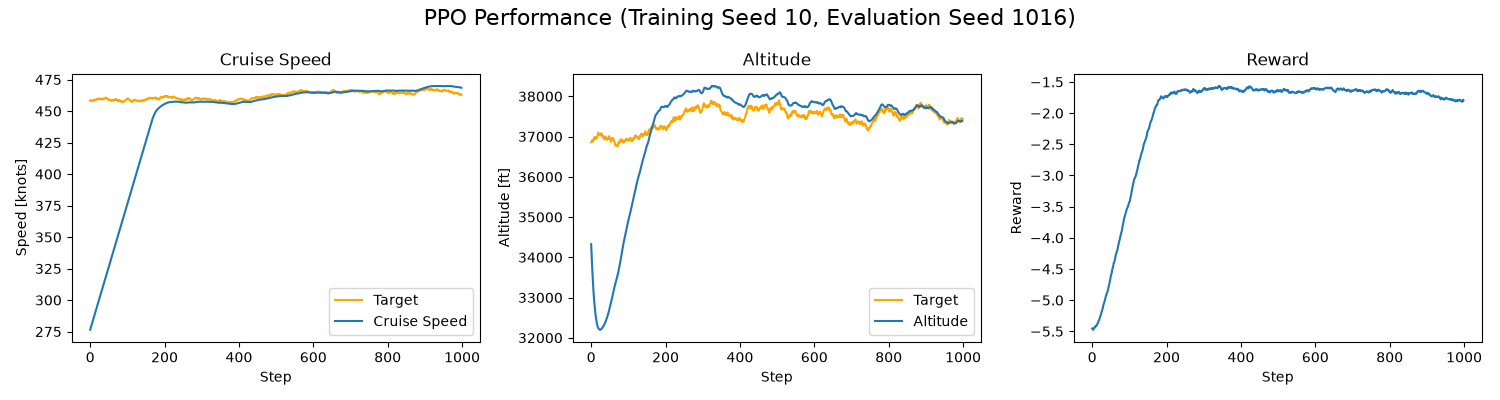 PPO Performance (Training Seed 10, Evaluation Seed 1016)
Cruise Speed
Speed [knots]
475
450
425
400
375
350
325
300
275
0 200 400 600 800 1000
Step
Target
Cruise Speed
Altitude
Altitude [ft]
38000
37000
36000
35000
34000
33000
32000
0 200 400 600 800 1000
Step
Target
Altitude
Reward
Reward
−1.5
−2.0
−2.5
−3.0
−3.5
−4.0
−4.5
−5.0
−5.5
0 200 400 600 800 1000
Step